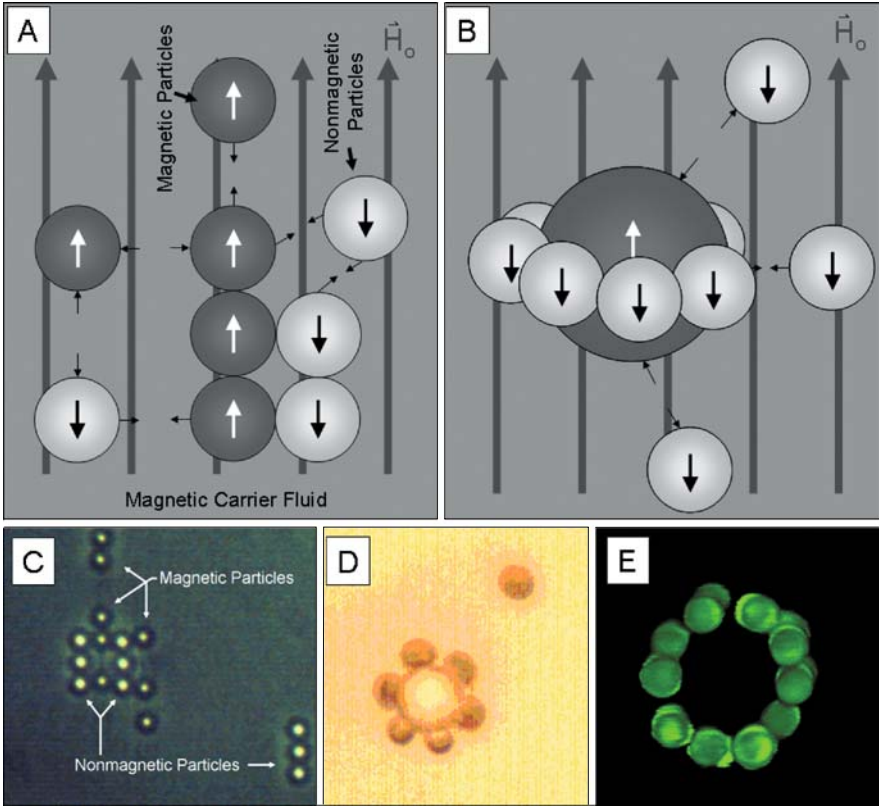 A
H⃗o
Magnetic Particles
Nonmagnetic
Particles
Magnetic Carrier Fluid
B
H⃗o
C
Magnetic Particles
Nonmagnetic Particles
D
E